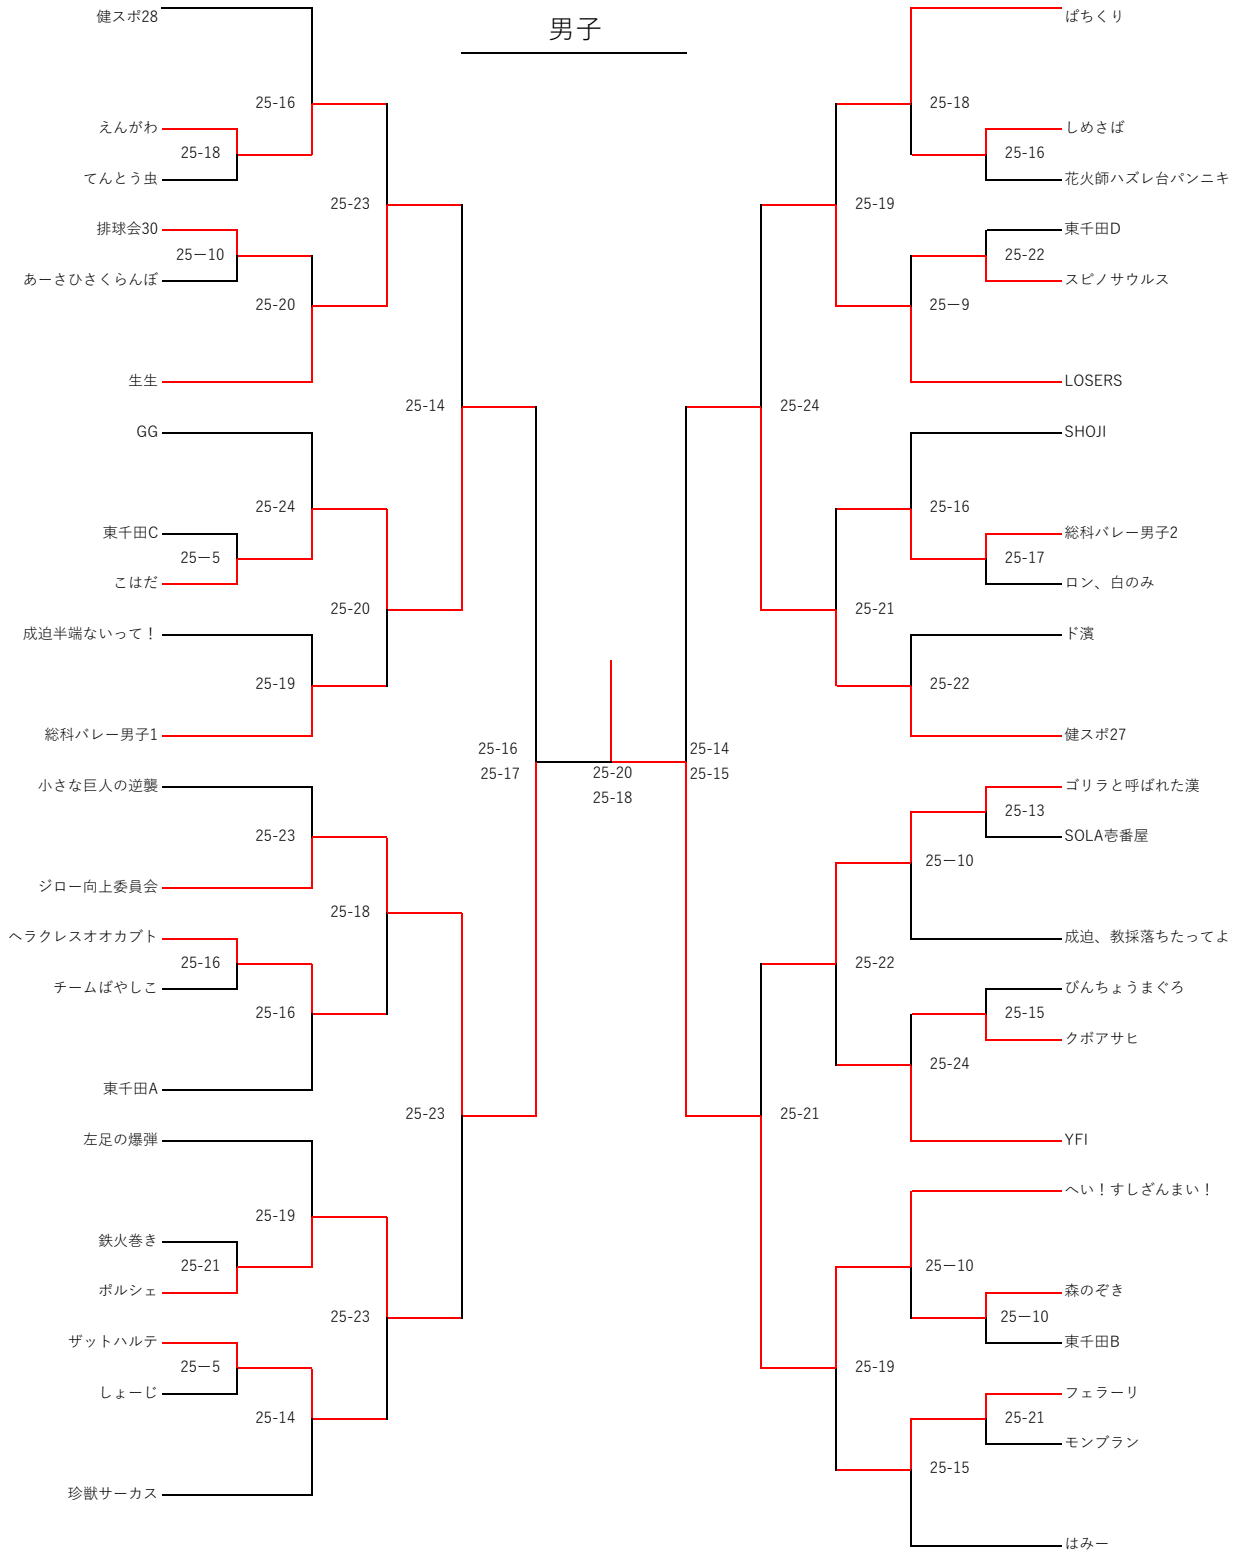 男子
健スポ28
25-16
えんがわ
25-18
てんとう虫
25-23
排球会30
25ー10
あーさひさくらんぼ
25-20
生生
25-14
GG
25-24
東千田C
25ー5
こはだ
25-20
成迫半端ないって！
25-19
総科バレー男子1
25-16
25-17
小さな巨人の逆襲
25-23
ジロー向上委員会
25-18
ヘラクレスオオカブト
25-16
チームばやしこ
25-16
東千田A
25-23
左足の爆弾
25-19
鉄火巻き
25-21
ポルシェ
25-23
ザットハルテ
25ー5
しょーじ
25-14
珍獣サーカス
25-20
25-18
ぱちくり
25-18
しめさば
25-16
花火師ハズレ台パンニキ
25-19
東千田D
25-22
スピノサウルス
25ー9
LOSERS
25-24
SHOJI
25-16
総科バレー男子2
25-17
ロン、白のみ
25-21
ド濱
25-22
健スポ27
25-14
25-15
ゴリラと呼ばれた漢
25-13
SOLA壱番屋
25ー10
成迫、教採落ちたってよ
25-22
びんちょうまぐろ
25-15
クボアサヒ
25-24
YFI
25-21
へい！すしざんまい！
25ー10
森のぞき
25ー10
東千田B
25-19
フェラーリ
25-21
モンブラン
25-15
はみー